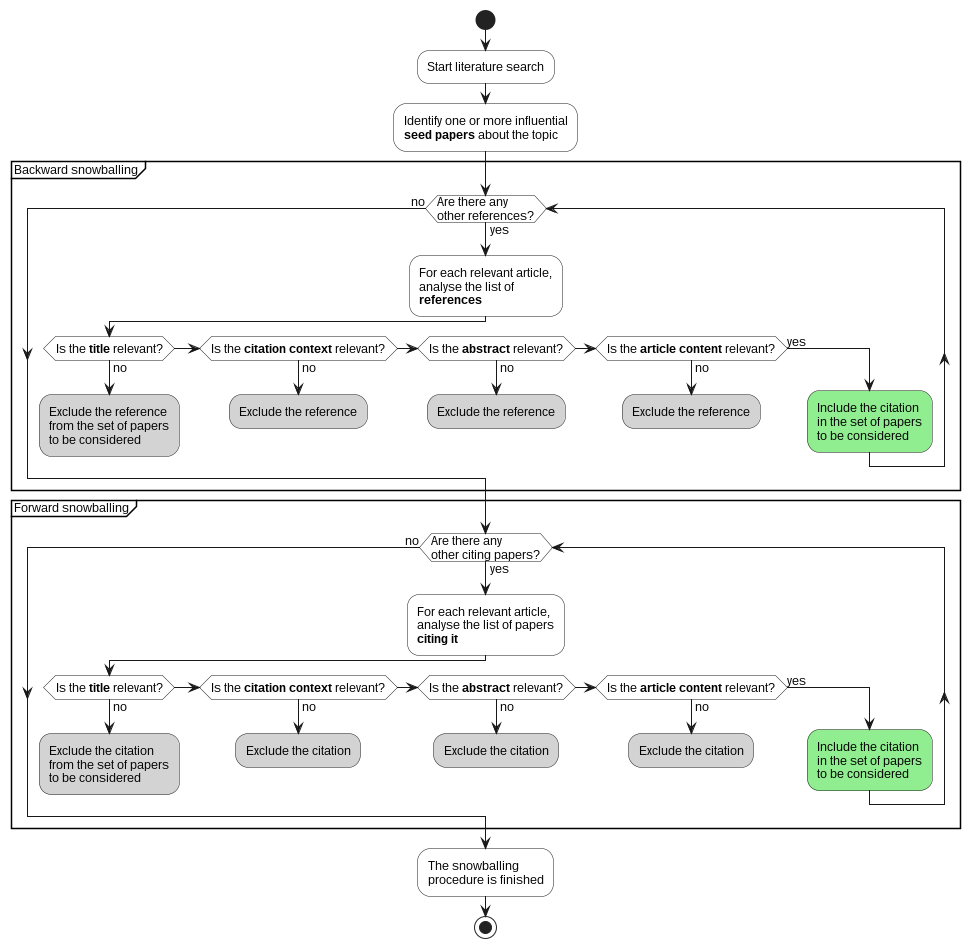 Start literature search
Identify one or more influential
seed papers about the topic
Backward snowballing
no
Are there any
other references?
yes
For each relevant article,
analyse the list of
references
Is the title relevant?
Is the citation context relevant?
Is the abstract relevant?
Is the article content relevant?
yes
no
no
no
no
Exclude the reference
from the set of papers
to be considered
Exclude the reference
Exclude the reference
Exclude the reference
Include the citation
in the set of papers
to be considered
Forward snowballing
no
Are there any
other citing papers?
yes
For each relevant article,
analyse the list of papers
citing it
Is the title relevant?
Is the citation context relevant?
Is the abstract relevant?
Is the article content relevant?
yes
no
no
no
no
Exclude the citation
from the set of papers
to be considered
Exclude the citation
Exclude the citation
Exclude the citation
Include the citation
in the set of papers
to be considered
The snowballing
procedure is finished